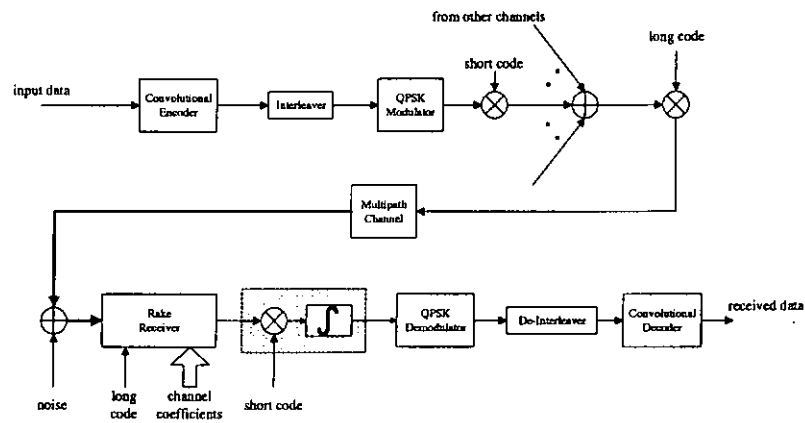 from other channels
long code
short code
input data
Convolutional
Encoder
Interleaver
QPSK
Modulator
Multipath
Channel
Rake
Receiver
QPSK
Demodulator
De-Interleaver
Convolutional
Decoder
received data
noise
long
code
channel
coefficients
short code